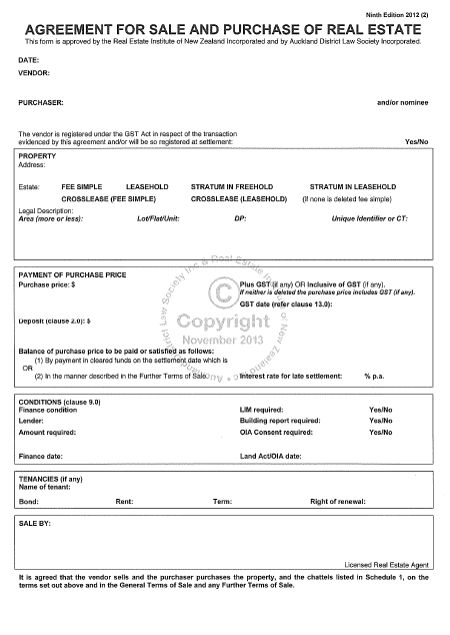 Ninth Edition 2012 (2)
AGREEMENT FOR SALE AND PURCHASE OF REAL ESTATE
This form is approved by the Real Estate Institute of New Zealand Incorporated and by Auckland District Law Society Incorporated.
DATE:
VENDOR:
PURCHASER: and/or nominee
The vendor is registered under the GST Act in respect of the transaction
evidenced by this agreement and/or will be so registered at settlement: Yes/No
PROPERTY
Address:
Estate: FEE SIMPLE LEASEHOLD STRATUM IN FREEHOLD STRATUM IN LEASEHOLD
CROSSLEASE (FEE SIMPLE) CROSSLEASE (LEASEHOLD) (if none is deleted fee simple)
Legal Description:
Area (more or less): Lot/Flat/Unit: DP: Unique Identifier or CT:
PAYMENT OF PURCHASE PRICE
Purchase price: $ Plus GST (if any) OR Inclusive of GST (if any).
If neither is deleted the purchase price includes GST (if any).
GST date (refer clause 13.0):
Deposit (clause 2.0): $
© Copyright
November 2013
Balance of purchase price to be paid or satisfied as follows:
(1) By payment in cleared funds on the settlement date which is
OR
(2) In the manner described in the Further Terms of Sale. Interest rate for late settlement: % p.a.
CONDITIONS (clause 9.0)
Finance condition LIM required: Yes/No
Lender: Building report required: Yes/No
Amount required: OIA Consent required: Yes/No
Finance date: Land Act/OIA date:
TENANCIES (if any)
Name of tenant:
Bond: Rent: Term: Right of renewal:
SALE BY:
Licensed Real Estate Agent
It is agreed that the vendor sells and the purchaser purchases the property, and the chattels listed in Schedule 1, on the
terms set out above and in the General Terms of Sale and any Further Terms of Sale.